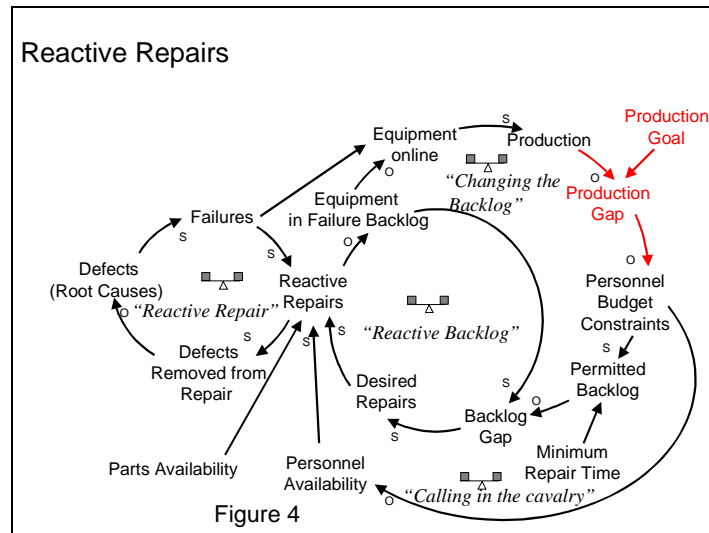 Reactive Repairs
Production
Goal
Equipment
online
S
Production
O
O
"Changing the
Backlog"
Production
Gap
Equipment
in Failure Backlog
Failures
S
S
O
O
Defects
(Root Causes)
Reactive
Repairs
Personnel
Budget
Constraints
O
"Reactive Repair"
"Reactive Backlog"
S
S
S
S
Defects
Removed from
Repair
Desired
Repairs
S
O
Permitted
Backlog
S
Backlog
Gap
Minimum
Repair Time
Parts Availability
Personnel
Availability
O
"Calling in the cavalry"
Figure 4